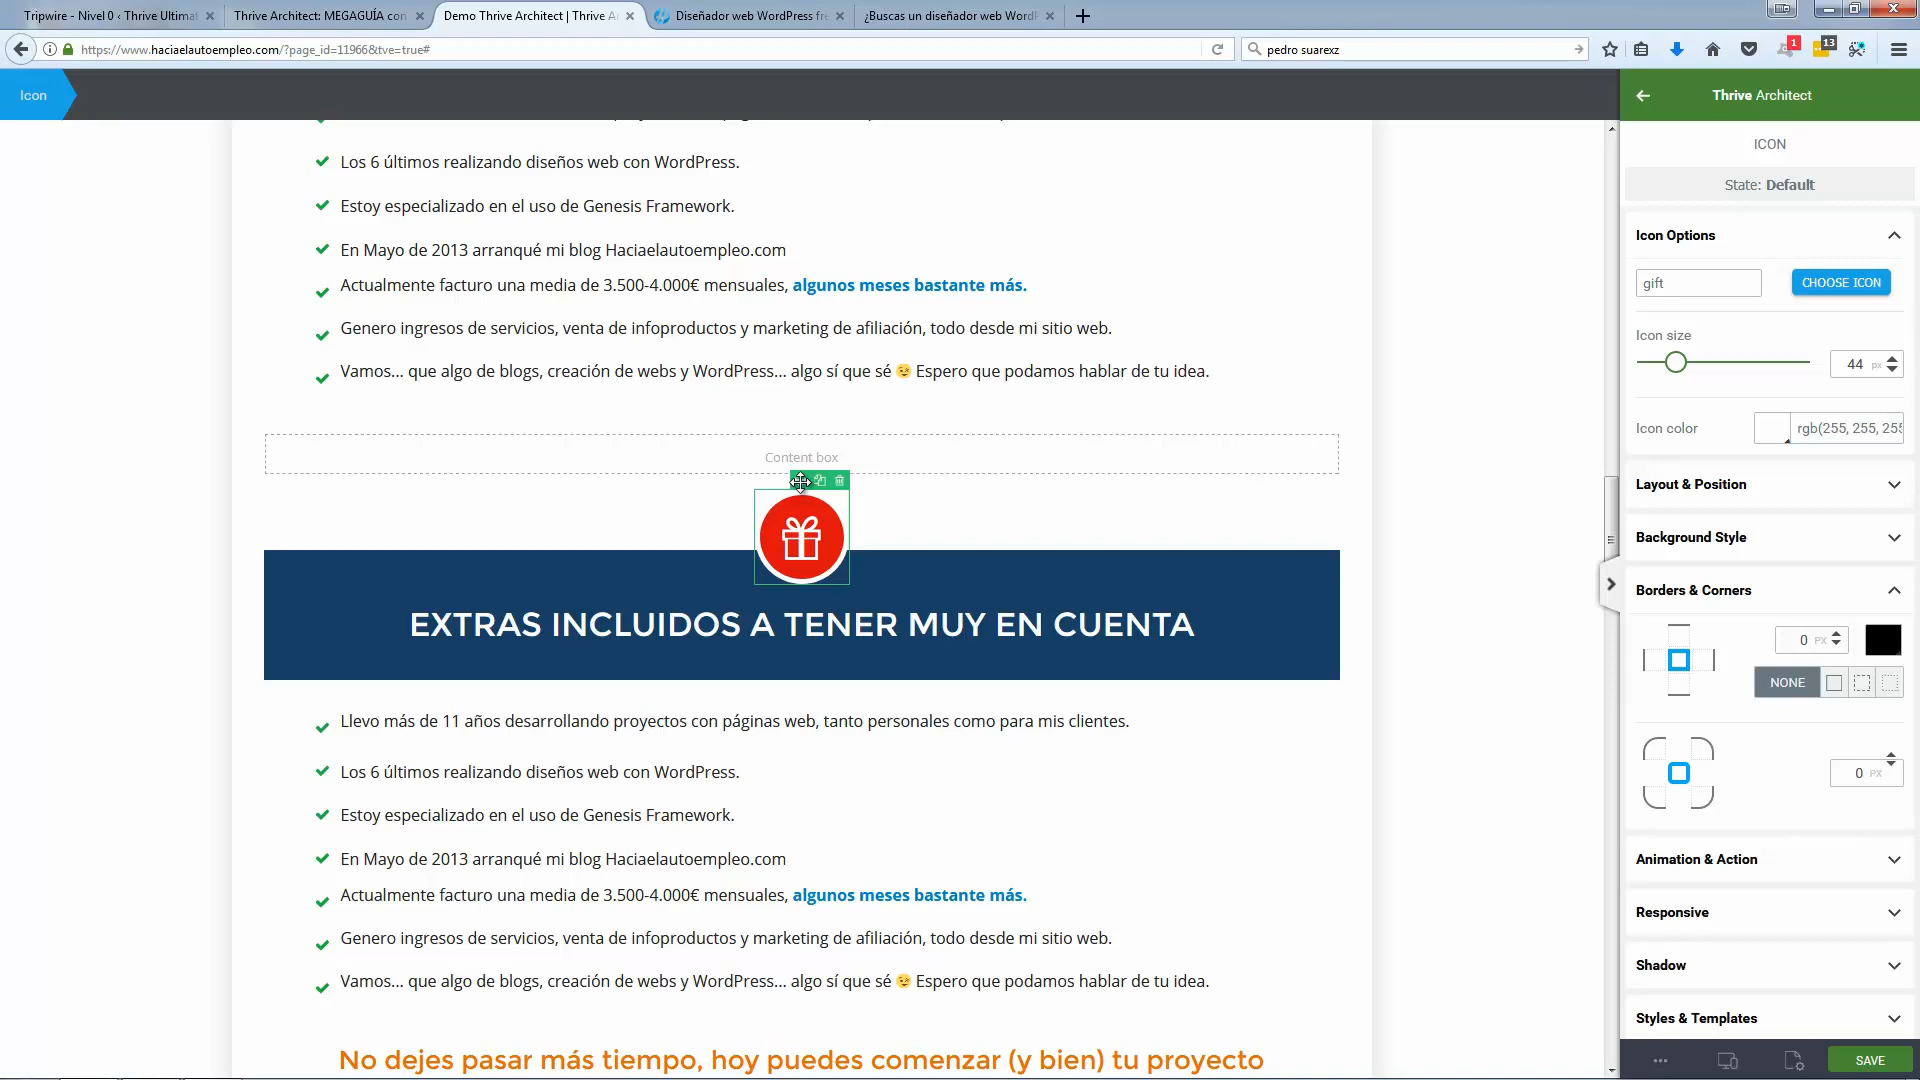 Tripwire - Nivel 0 ‹ Thrive Ultimat
Thrive Architect: MEGAGUÍA con
Demo Thrive Architect | Thrive Ar
Diseñador web WordPress fre
¿Buscas un diseñador web WordP
https://www.haciaelautoempleo.com/?page_id=11966&tve=true#
pedro suarexz
1
13
Icon
Thrive Architect
Los 6 últimos realizando diseños web con WordPress.
Estoy especializado en el uso de Genesis Framework.
En Mayo de 2013 arranqué mi blog Haciaelautoempleo.com
Actualmente facturo una media de 3.500-4.000€ mensuales, algunos meses bastante más.
Genero ingresos de servicios, venta de infoproductos y marketing de afiliación, todo desde mi sitio web.
Vamos... que algo de blogs, creación de webs y WordPress... algo sí que sé 😉 Espero que podamos hablar de tu idea.
Content box
EXTRAS INCLUIDOS A TENER MUY EN CUENTA
Llevo más de 11 años desarrollando proyectos con páginas web, tanto personales como para mis clientes.
Los 6 últimos realizando diseños web con WordPress.
Estoy especializado en el uso de Genesis Framework.
En Mayo de 2013 arranqué mi blog Haciaelautoempleo.com
Actualmente facturo una media de 3.500-4.000€ mensuales, algunos meses bastante más.
Genero ingresos de servicios, venta de infoproductos y marketing de afiliación, todo desde mi sitio web.
Vamos... que algo de blogs, creación de webs y WordPress... algo sí que sé 😉 Espero que podamos hablar de tu idea.
No dejes pasar más tiempo, hoy puedes comenzar (y bien) tu proyecto
ICON
State: Default
Icon Options
gift
CHOOSE ICON
Icon size
44 px
Icon color
rgb(255, 255, 255
Layout & Position
Background Style
Borders & Corners
0 PX
NONE
0 PX
Animation & Action
Responsive
Shadow
Styles & Templates
SAVE